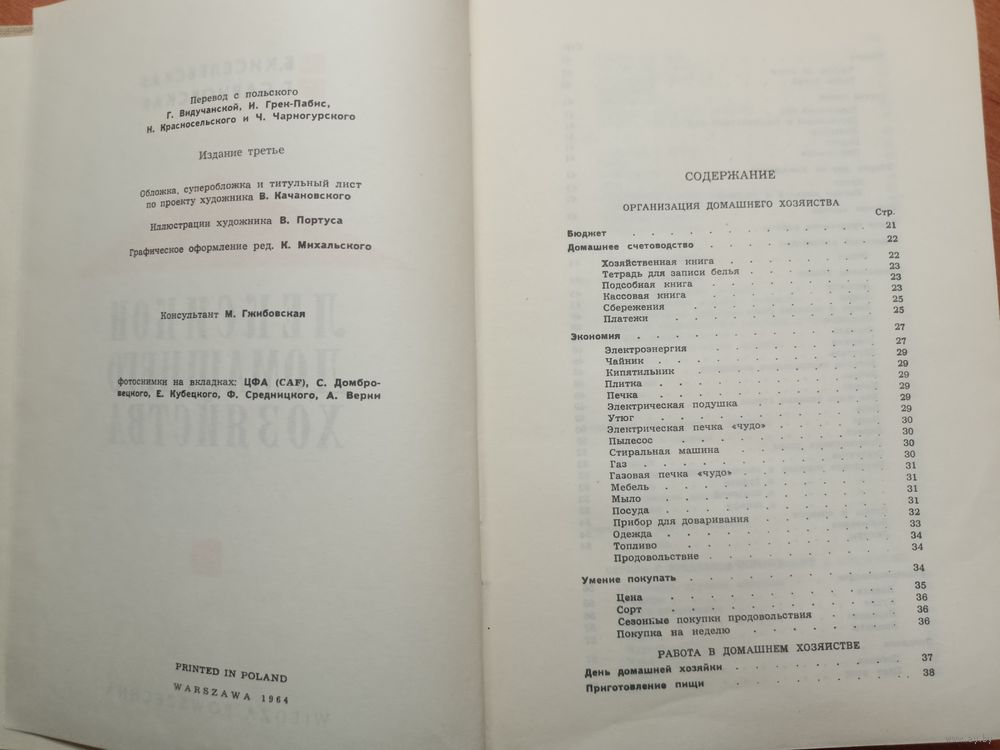 Перевод с польского
Г. Видучанской, И. Грек-Пабис,
Н. Красносельского и Ч. Чарногурского
Издание третье
Обложка, суперобложка и титульный лист
по проекту художника В. Качановского
Иллюстрации художника В. Портуса
Графическое оформление ред. К. Михальского
Консультант М. Гжибовская
фотоснимки на вкладках: ЦФА (CAF), С. Домбро-
вецкого, Е. Кубецкого, Ф. Средницкого, А. Верни
PRINTED IN POLAND
WARSZAWA 1964
СОДЕРЖАНИЕ
ОРГАНИЗАЦИЯ ДОМАШНЕГО ХОЗЯЙСТВА
Стр.
Бюджет . . . . . . . . . 21
Домашнее счетоводство . . . . . . . 22
Хозяйственная книга . . . . . . . 22
Тетрадь для записи белья . . . . . . 23
Подсобная книга . . . . . . . 23
Кассовая книга . . . . . . . 23
Сбережения . . . . . . . . 25
Платежи . . . . . . . . 25
Экономия . . . . . . . . . 27
Электроэнергия . . . . . . . 27
Чайник . . . . . . . . 29
Кипятильник . . . . . . . . 29
Плитка . . . . . . . . 29
Печка . . . . . . . . 29
Электрическая подушка . . . . . . 29
Утюг . . . . . . . . 29
Электрическая печка «чудо» . . . . . 30
Пылесос . . . . . . . . 30
Стиральная машина . . . . . . . 30
Газ . . . . . . . . . 30
Газовая печка «чудо» . . . . . . 31
Мебель . . . . . . . . 31
Мыло . . . . . . . . 31
Посуда . . . . . . . . 31
Прибор для доваривания . . . . . . 32
Одежда . . . . . . . . 33
Топливо . . . . . . . . 34
Продовольствие . . . . . . . 34
Умение покупать . . . . . . . . 34
Цена . . . . . . . . 35
Сорт . . . . . . . . 36
Сезонные покупки продовольствия . . . . 36
Покупка на неделю . . . . . . . 36
РАБОТА В ДОМАШНЕМ ХОЗЯЙСТВЕ
День домашней хозяйки . . . . . . . 37
Приготовление пищи . . . . . . . 38